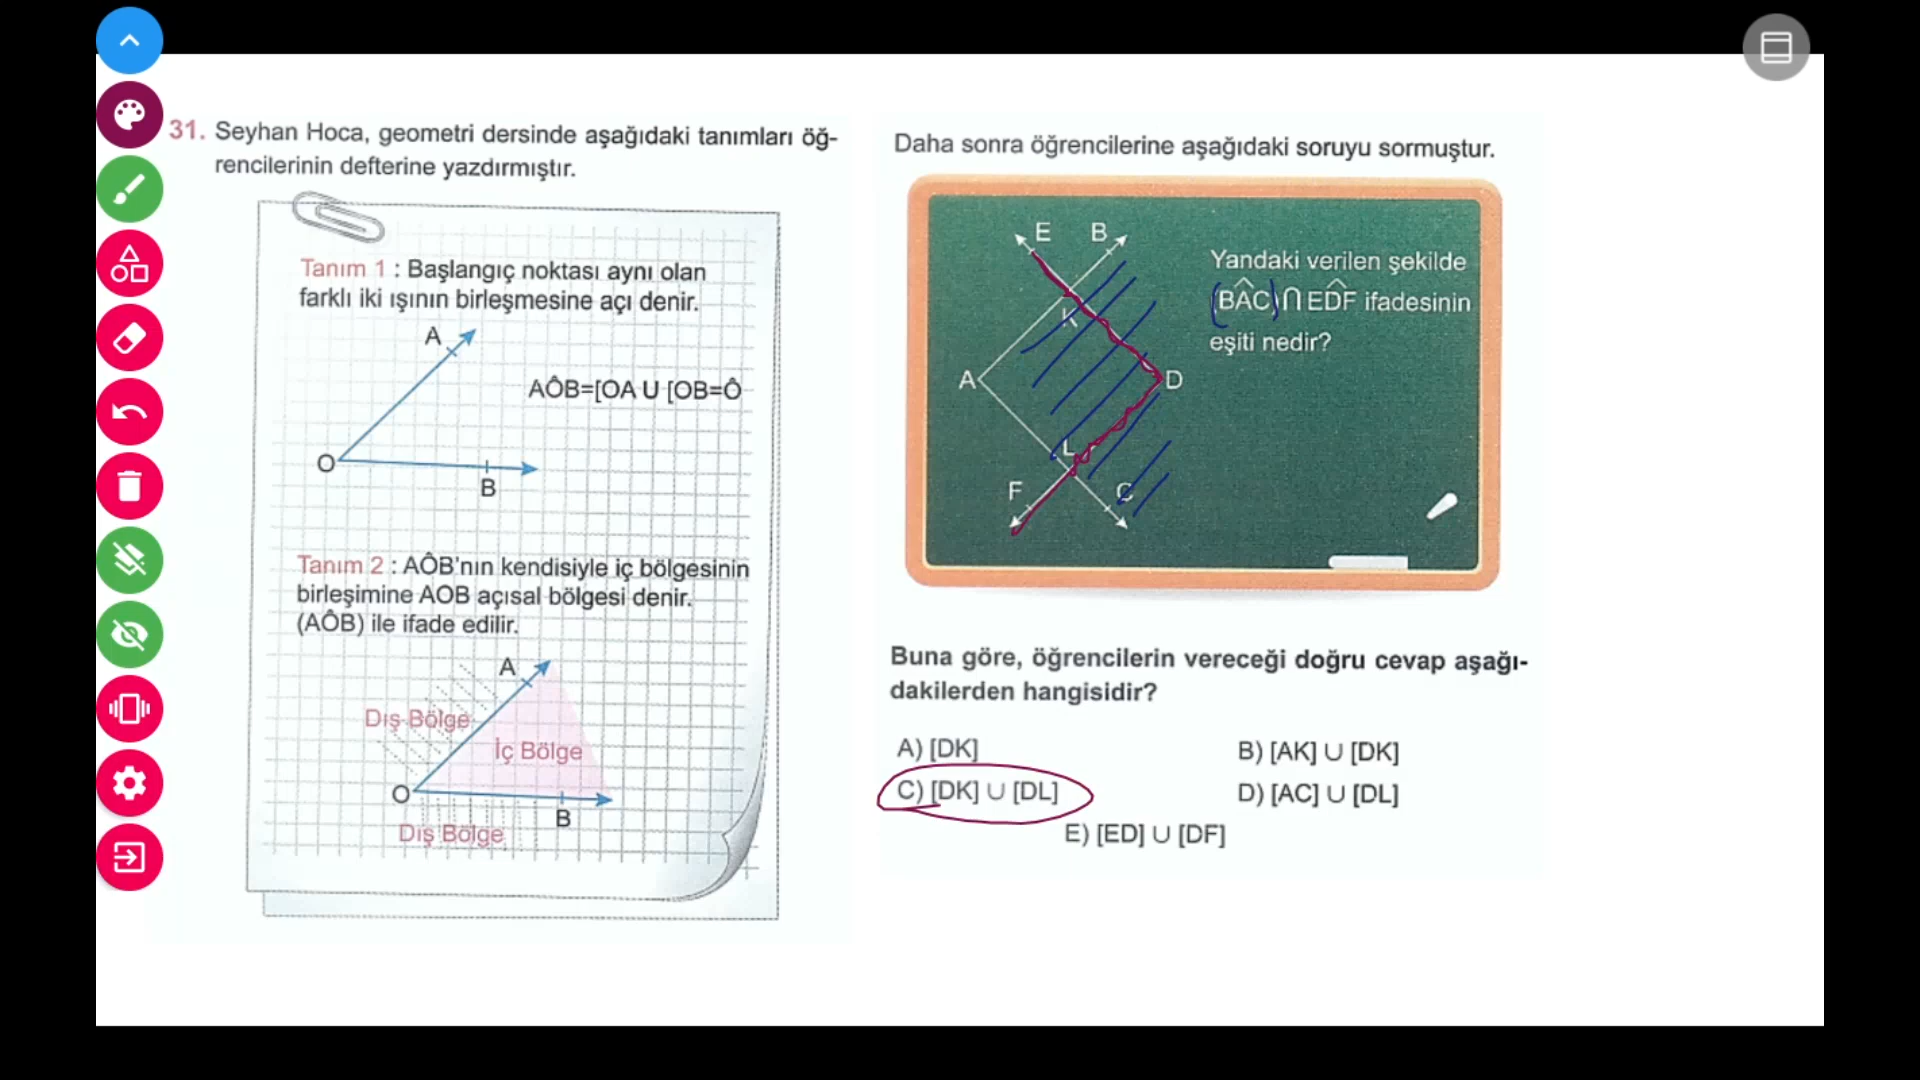 31. Seyhan Hoca, geometri dersinde aşağıdaki tanımları öğ-
rencilerinin defterine yazdırmıştır.
Tanım 1 : Başlangıç noktası aynı olan
farklı iki ışının birleşmesine açı denir.
A
AÔB=[OA U [OB=Ô
O
B
Tanım 2 : AÔB'nın kendisiyle iç bölgesinin
birleşimine AOB açısal bölgesi denir.
(AÔB) ile ifade edilir.
A
Dış Bölge
İç Bölge
O
B
Dış Bölge
Daha sonra öğrencilerine aşağıdaki soruyu sormuştur.
E B
K
A
D
L
F
C
Yandaki verilen şekilde
(BÂC)∩ED̂F ifadesinin
eşiti nedir?
Buna göre, öğrencilerin vereceği doğru cevap aşağı-
dakilerden hangisidir?
A) [DK]
B) [AK] ∪ [DK]
C) [DK] ∪ [DL]
D) [AC] ∪ [DL]
E) [ED] ∪ [DF]